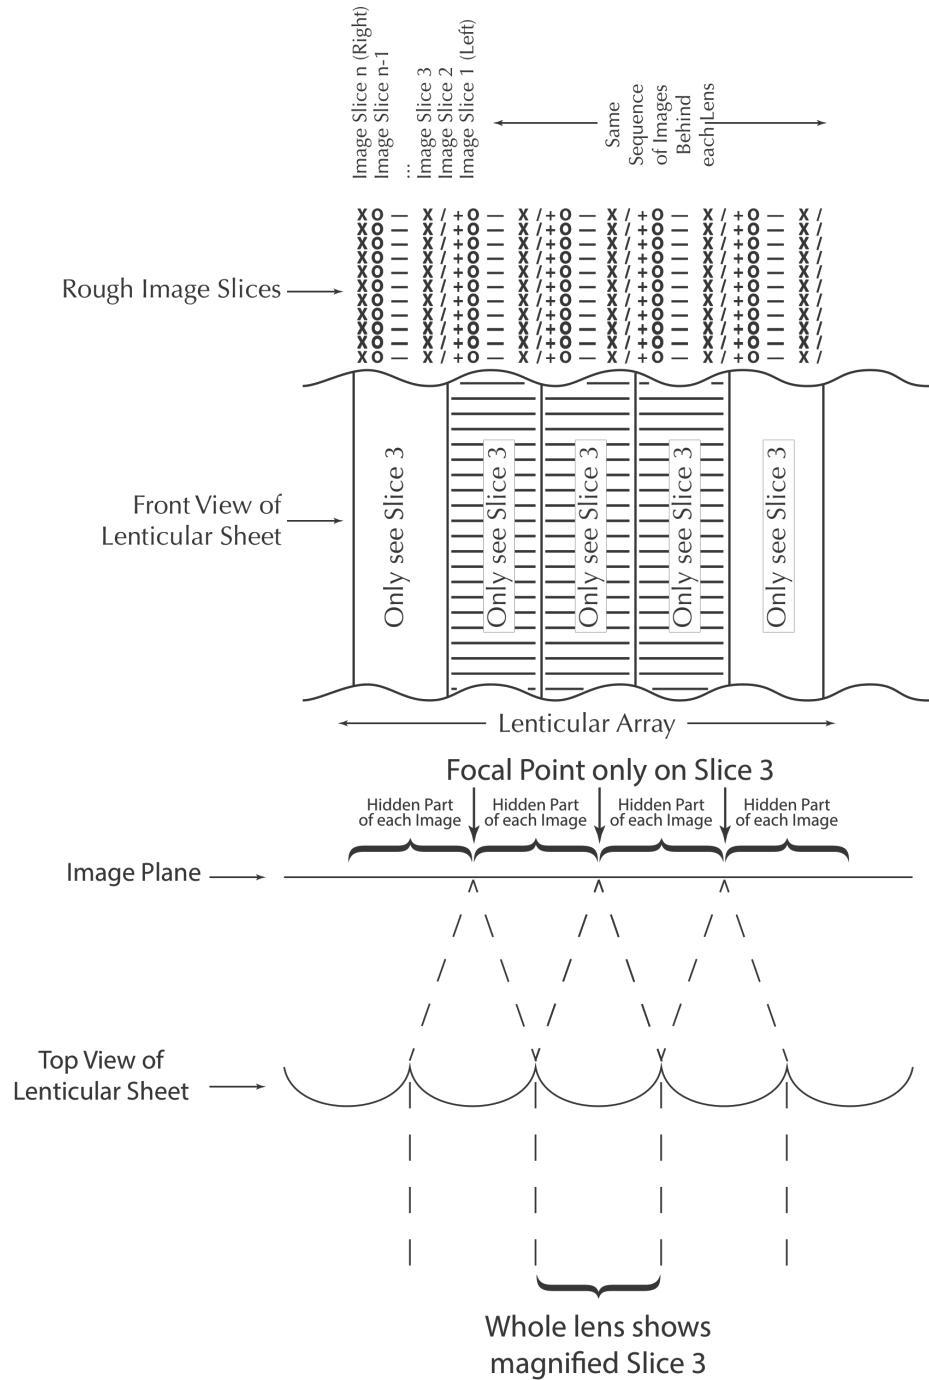 Image Slice n (Right)
Image Slice n-1
...
Image Slice 3
Image Slice 2
Image Slice 1 (Left)
Same
Sequence
of Images
Behind
each Lens
X O — X / + O — X / + O — X / + O — X / + O — X /
X O — X / + O — X / + O — X / + O — X / + O — X /
X O — X / + O — X / + O — X / + O — X / + O — X /
X O — X / + O — X / + O — X / + O — X / + O — X /
X O — X / + O — X / + O — X / + O — X / + O — X /
X O — X / + O — X / + O — X / + O — X / + O — X /
X O — X / + O — X / + O — X / + O — X / + O — X /
X O — X / + O — X / + O — X / + O — X / + O — X /
X O — X / + O — X / + O — X / + O — X / + O — X /
X O — X / + O — X / + O — X / + O — X / + O — X /
X O — X / + O — X / + O — X / + O — X / + O — X /
Rough Image Slices
Front View of
Lenticular Sheet
Only see Slice 3
Only see Slice 3
Only see Slice 3
Only see Slice 3
Only see Slice 3
Lenticular Array
Focal Point only on Slice 3
Hidden Part
of each Image
Hidden Part
of each Image
Hidden Part
of each Image
Hidden Part
of each Image
Image Plane
Top View of
Lenticular Sheet
Whole lens shows
magnified Slice 3